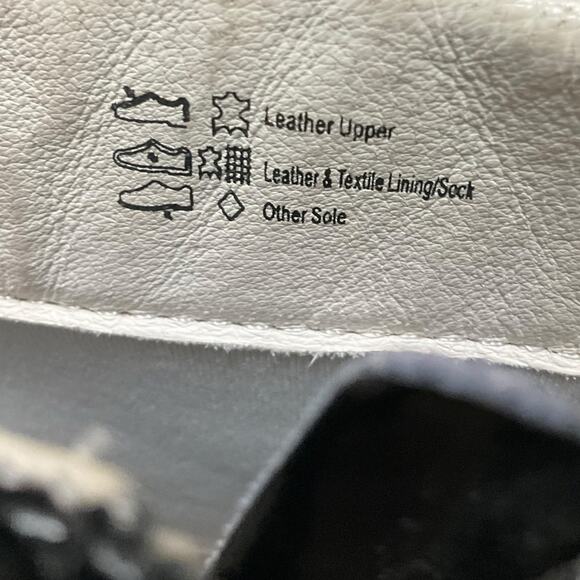 Leather Upper
Leather & Textile Lining/Sock
Other Sole